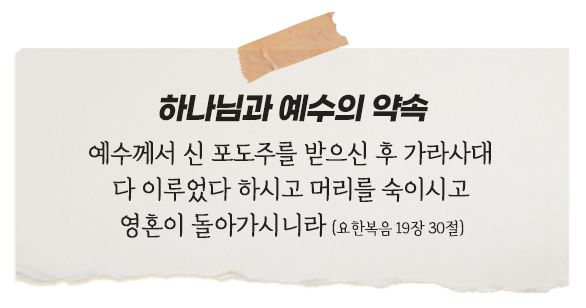 하나님과 예수의 약속
예수께서 신 포도주를 받으신 후 가라사대
다 이루었다 하시고 머리를 숙이시고
영혼이 돌아가시니라 (요한복음 19장 30절)